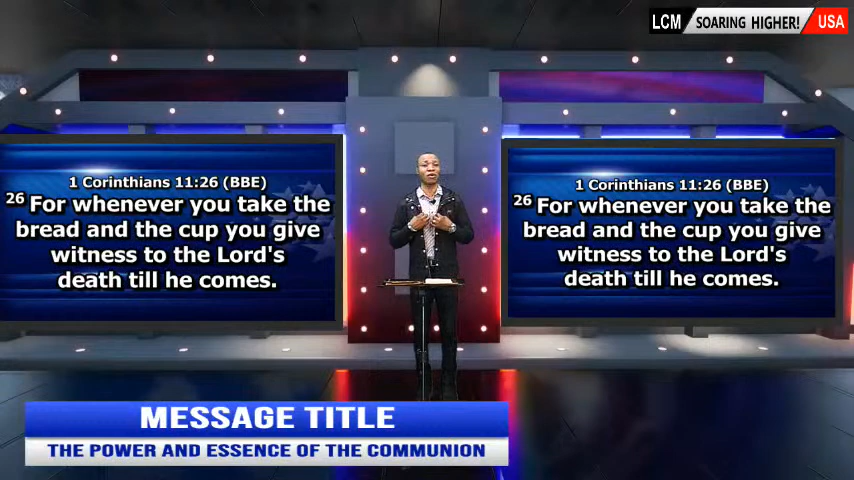 LCM SOARING HIGHER! USA
1 Corinthians 11:26 (BBE)
26 For whenever you take the
bread and the cup you give
witness to the Lord's
death till he comes.
1 Corinthians 11:26 (BBE)
26 For whenever you take the
bread and the cup you give
witness to the Lord's
death till he comes.
MESSAGE TITLE
THE POWER AND ESSENCE OF THE COMMUNION